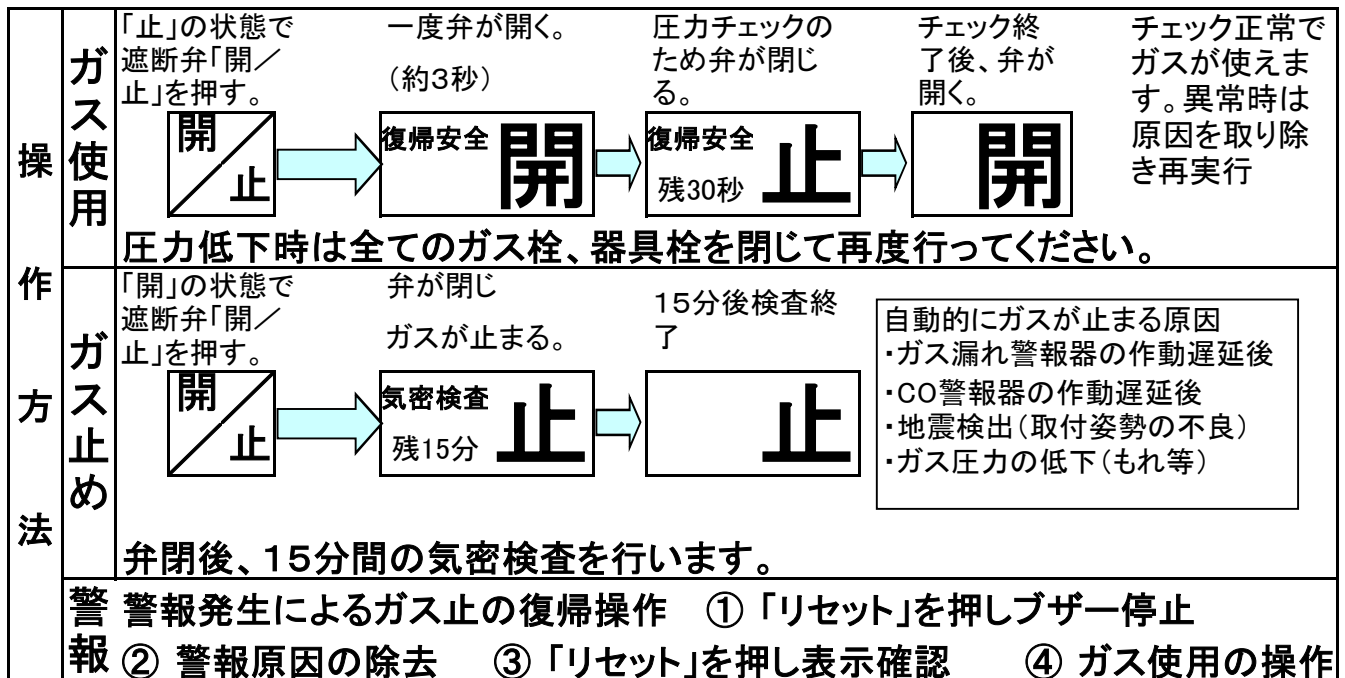 操作方法
ガス使用
「止」の状態で
遮断弁「開／
止」を押す。
開
止
一度弁が開く。
（約３秒）
復帰安全
開
圧力チェックの
ため弁が閉じ
る。
復帰安全
残30秒
止
チェック終
了後、弁が
開く。
開
チェック正常で
ガスが使えま
す。異常時は
原因を取り除
き再実行
圧力低下時は全てのガス栓、器具栓を閉じて再度行ってください。
ガス止め
「開」の状態で
遮断弁「開／
止」を押す。
開
止
弁が閉じ
ガスが止まる。
気密検査
残15分
止
１５分後検査終
了
止
自動的にガスが止まる原因
・ガス漏れ警報器の作動遅延後
・CO警報器の作動遅延後
・地震検出（取付姿勢の不良）
・ガス圧力の低下（もれ等）
弁閉後、１５分間の気密検査を行います。
警報
警報発生によるガス止の復帰操作　①「リセット」を押しブザー停止
② 警報原因の除去　③「リセット」を押し表示確認　④ ガス使用の操作